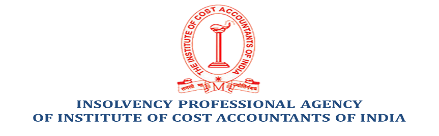 THE INSTITUTE OF COST ACCOUNTANTS OF INDIA
INSOLVENCY PROFESSIONAL AGENCY
OF INSTITUTE OF COST ACCOUNTANTS OF INDIA